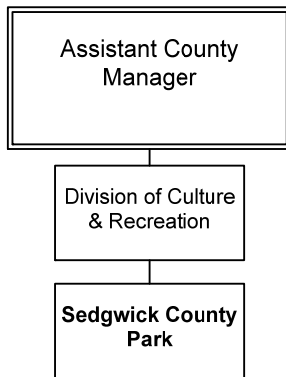 Assistant County
Manager
Division of Culture
& Recreation
Sedgwick County
Park